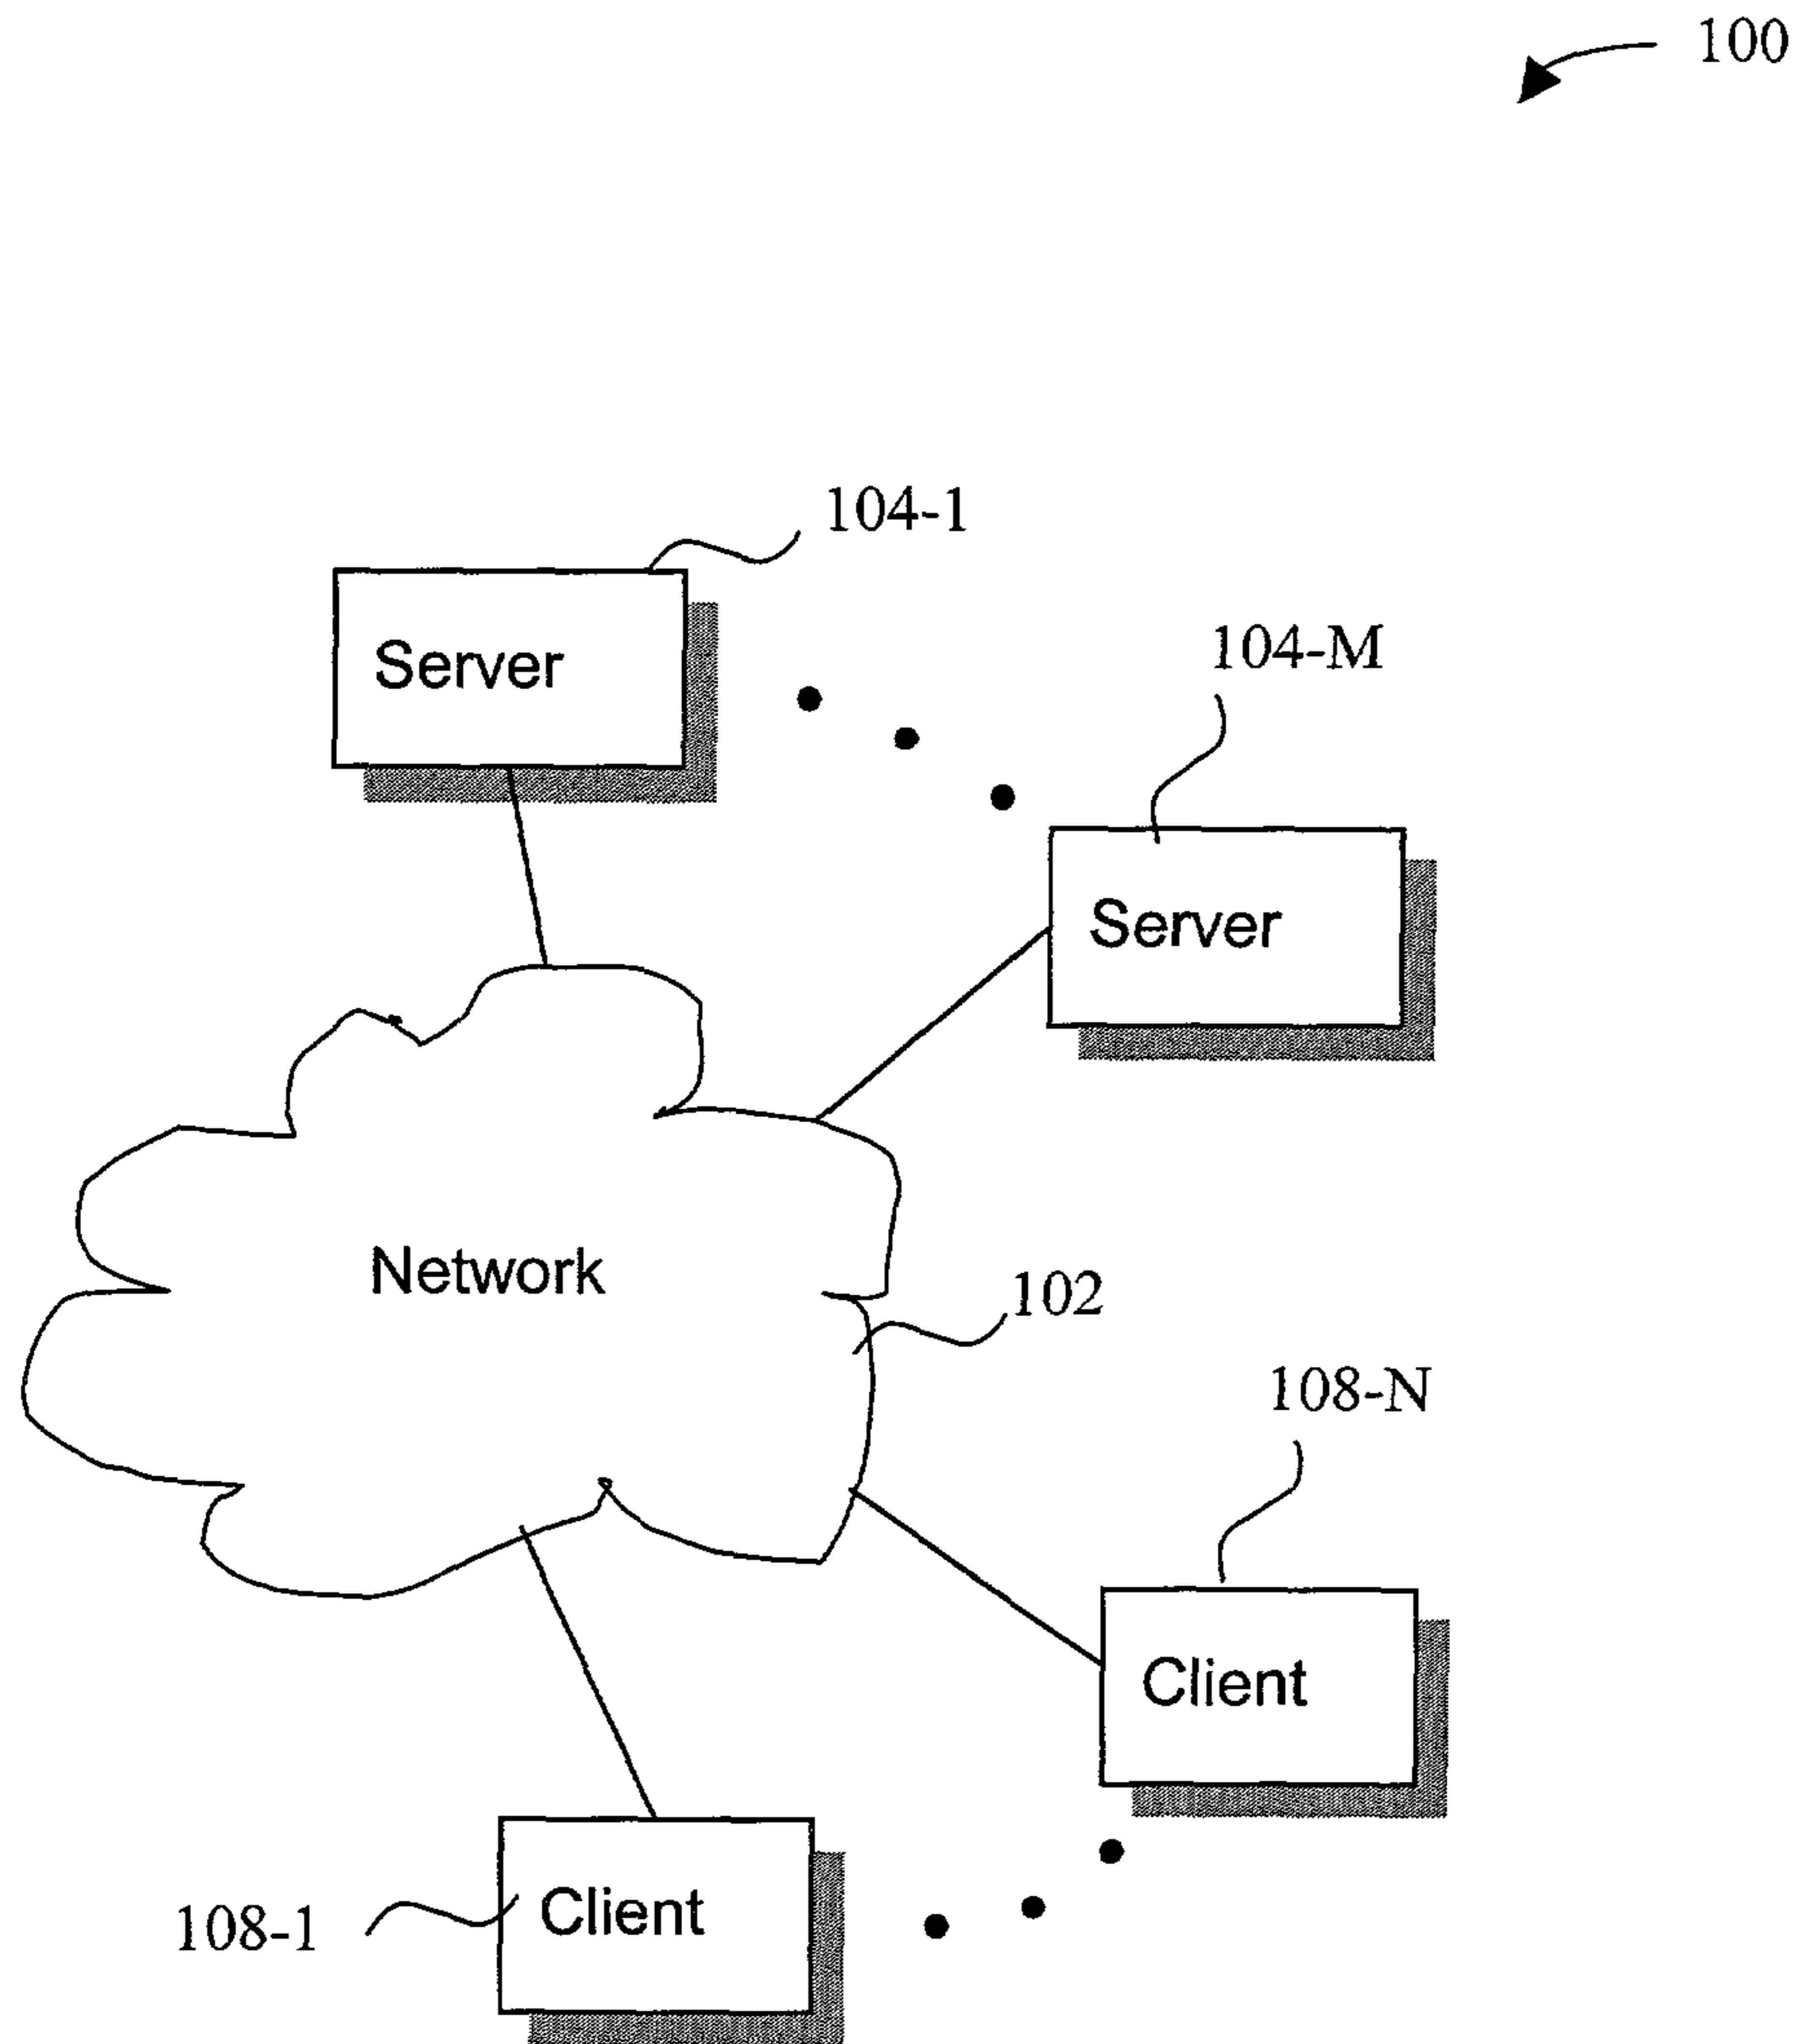 100
104-1
Server
104-M
Server
Network
102
108-N
Client
Client
108-1